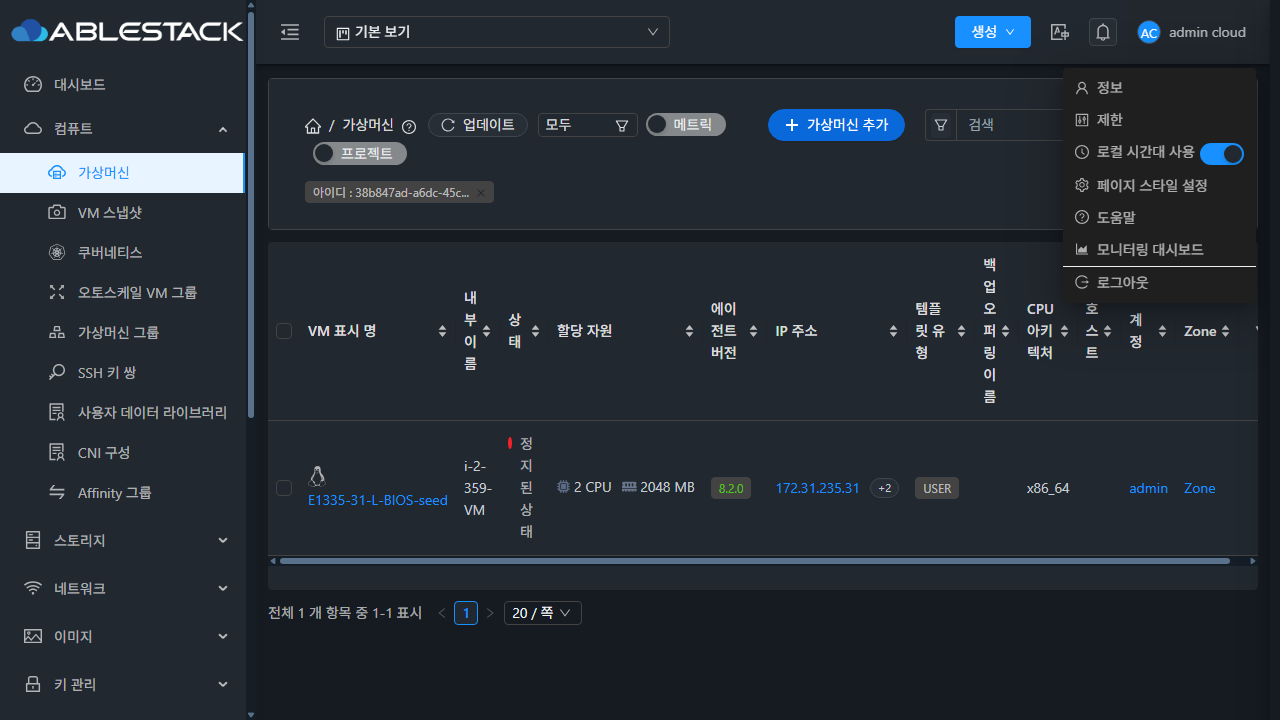 ABLESTACK
기본 보기
생성
AC
admin cloud
대시보드
컴퓨트
가상머신
VM 스냅샷
쿠버네티스
오토스케일 VM 그룹
가상머신 그룹
SSH 키 쌍
사용자 데이터 라이브러리
CNI 구성
Affinity 그룹
스토리지
네트워크
이미지
키 관리
/ 가상머신
업데이트
모두
메트릭
가상머신 추가
검색
프로젝트
아이디 : 38b847ad-a6dc-45c...
정보
제한
로컬 시간대 사용
페이지 스타일 설정
도움말
모니터링 대시보드
로그아웃
VM 표시 명
내
부
이
름
상
태
할당 자원
에이
전트
버전
IP 주소
템플
릿 유
형
백
업
오
퍼
링
이
름
CPU
아키
텍처
호
스
트
계
정
Zone
E1335-31-L-BIOS-seed
i-2-
359-
VM
정
지
된
상
태
2 CPU
2048 MB
8.2.0
172.31.235.31
+2
USER
x86_64
admin
Zone
전체 1 개 항목 중 1-1 표시
1
20 / 쪽